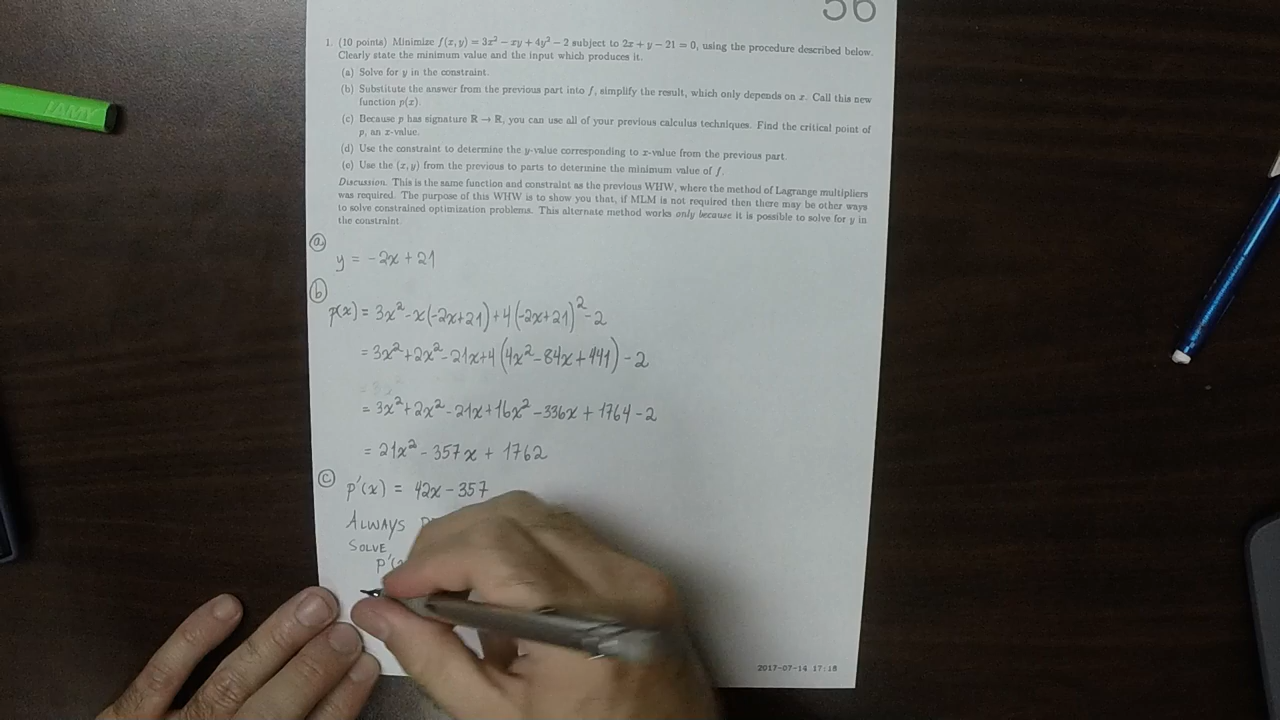 56
1. (10 points) Minimize f(x, y) = 3x² − xy + 4y² − 2 subject to 2x + y − 21 = 0, using the procedure described below.
Clearly state the minimum value and the input which produces it.
(a) Solve for y in the constraint.
(b) Substitute the answer from the previous part into f, simplify the result, which only depends on x. Call this new
function p(x).
(c) Because p has signature ℝ → ℝ, you can use all of your previous calculus techniques. Find the critical point of
p, an x-value.
(d) Use the constraint to determine the y-value corresponding to x-value from the previous part.
(e) Use the (x, y) from the previous to parts to determine the minimum value of f.
Discussion. This is the same function and constraint as the previous WHW, where the method of Lagrange multipliers
was required. The purpose of this WHW is to show you that, if MLM is not required then there may be other ways
to solve constrained optimization problems. This alternate method works only because it is possible to solve for y in
the constraint.
ⓐ
y = -2x + 21
ⓑ
p(x) = 3x² - x(-2x+21) + 4(-2x+21)² - 2
= 3x² + 2x² - 21x + 4(4x² - 84x + 441) - 2
= 3x² + 2x² - 21x + 16x² - 336x + 1764 - 2
= 21x² - 357x + 1762
ⓒ p'(x) = 42x - 357
ALWAYS
SOLVE
P'(
LAMY
2017-07-14 17:18